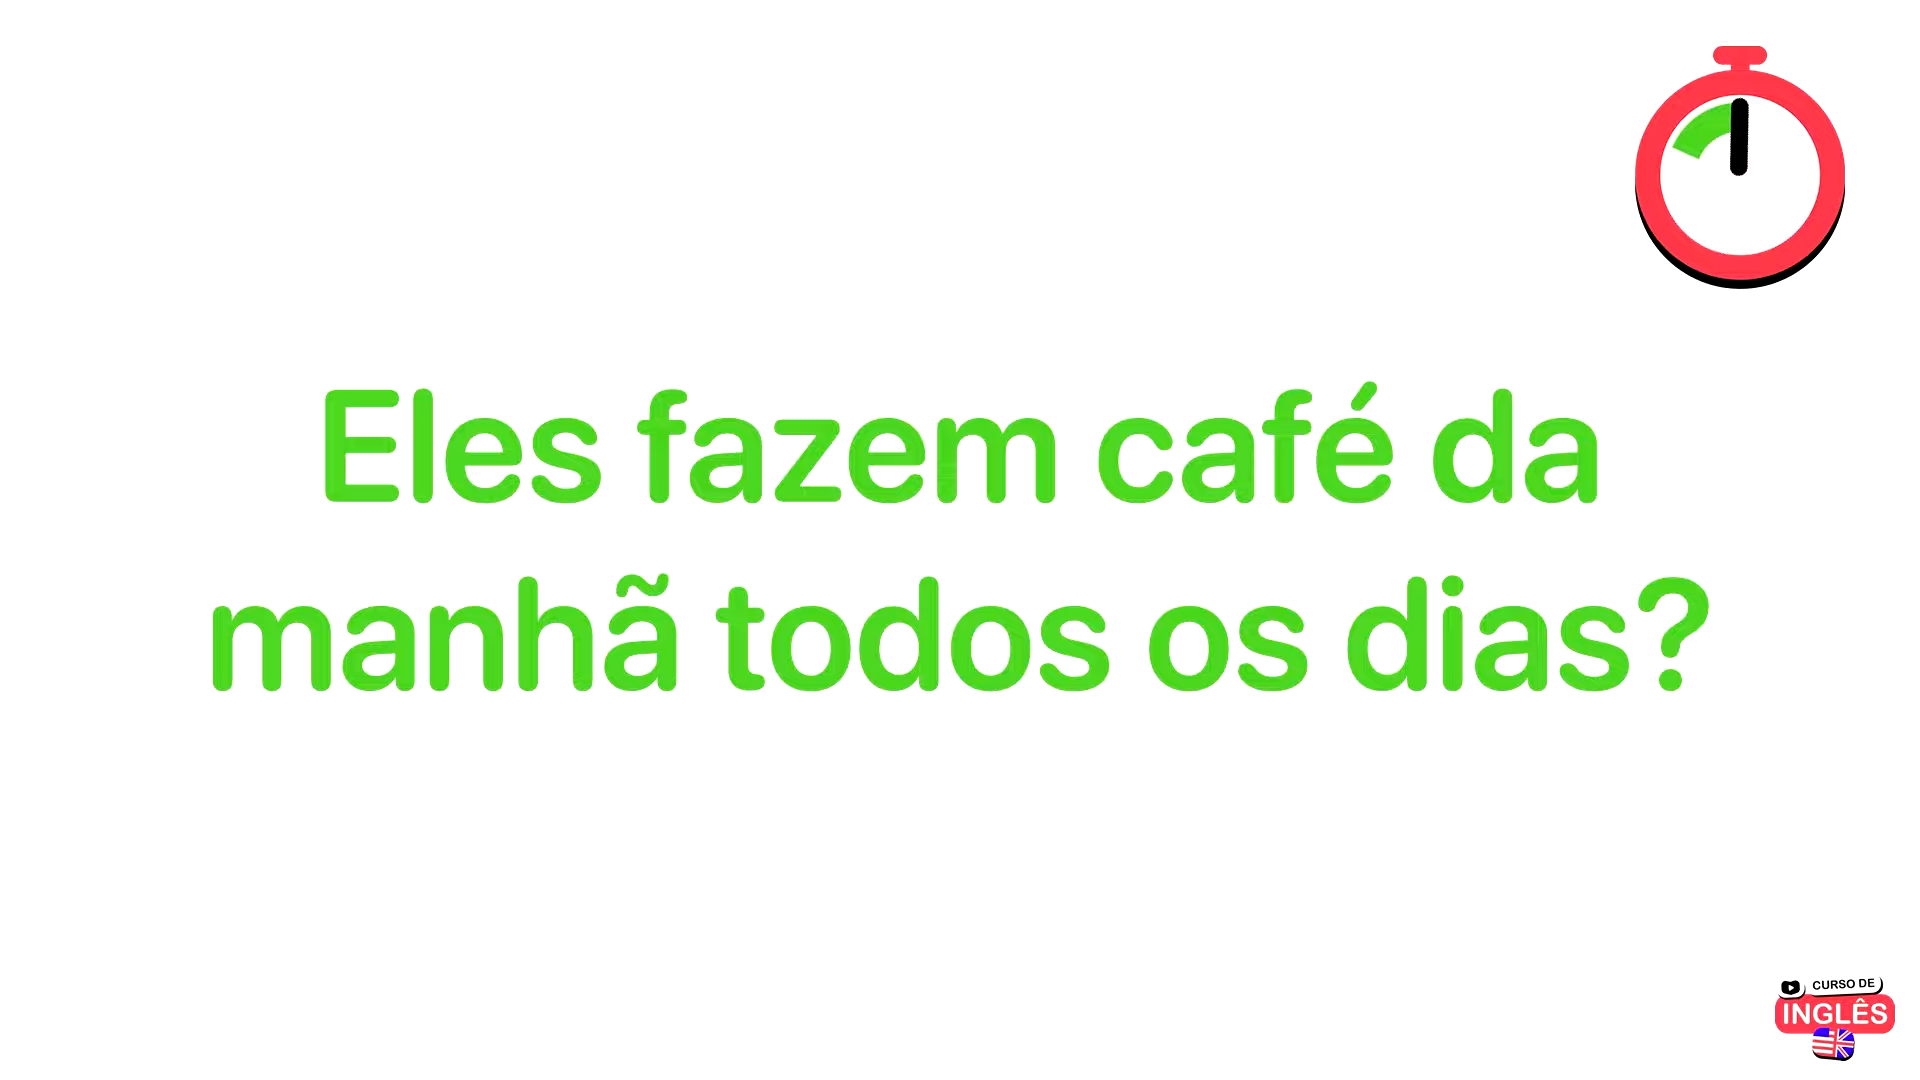 Eles fazem café da
manhã todos os dias?
CURSO DE
INGLÊS